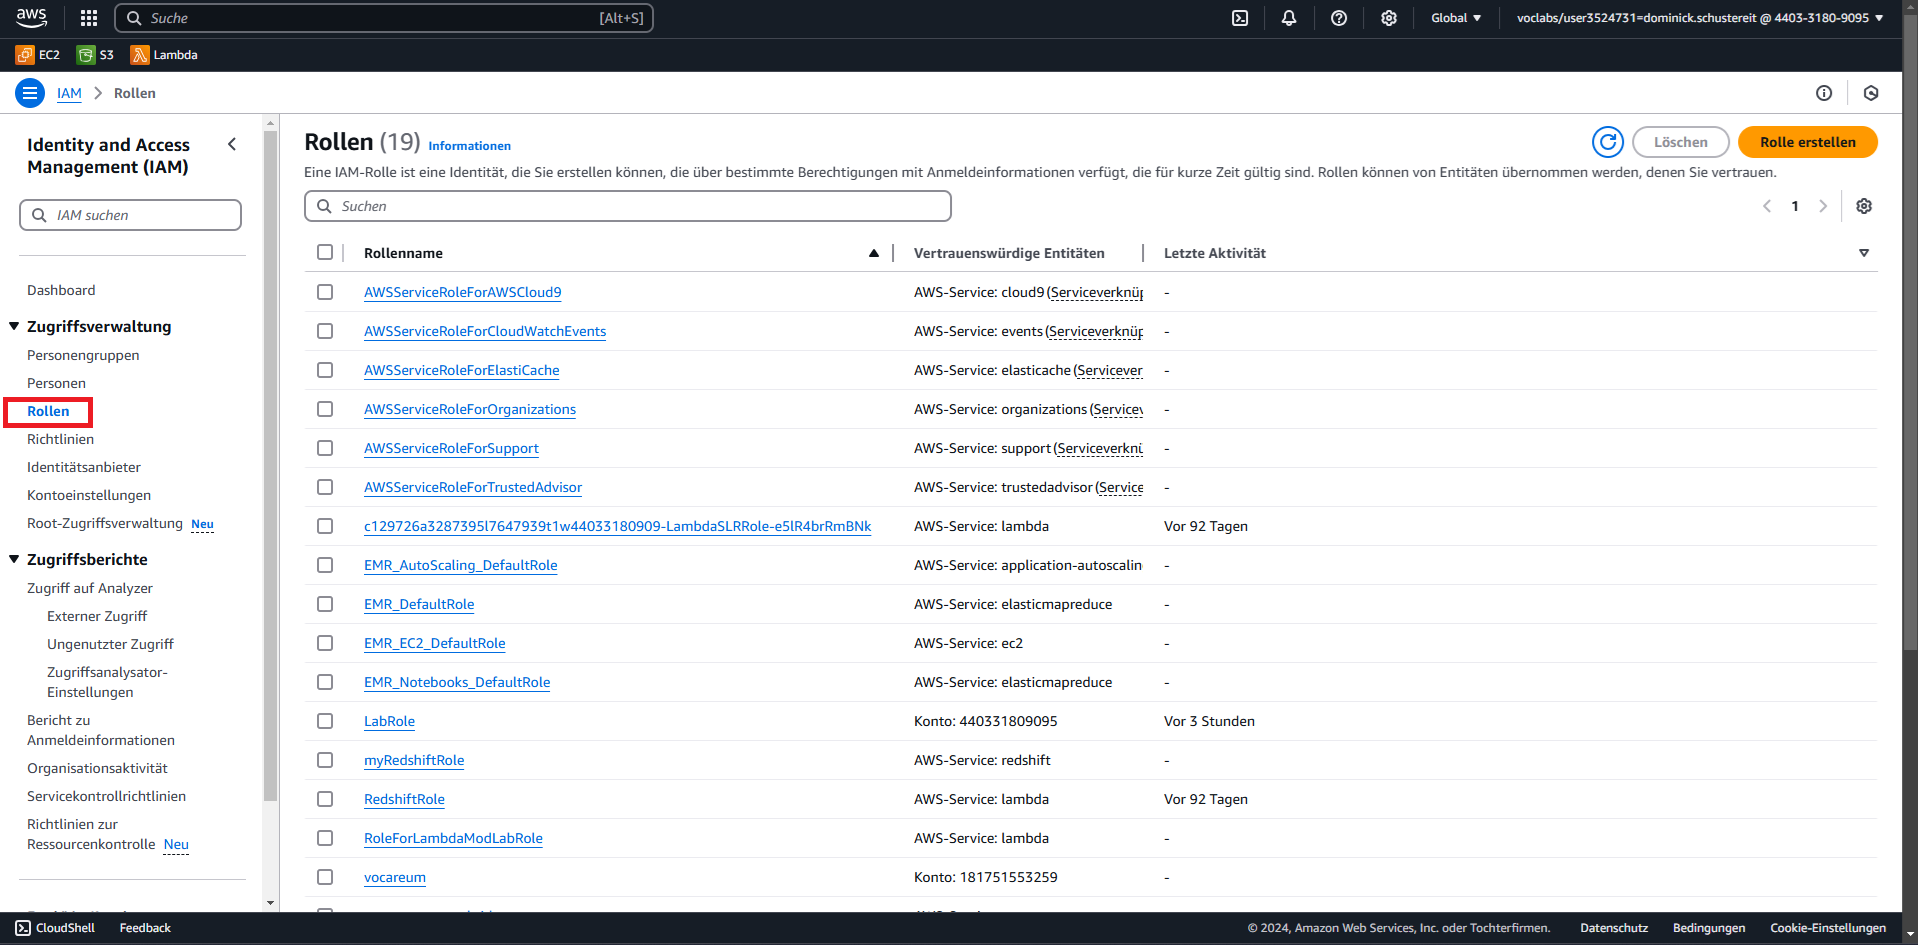 aws
Suche [Alt+S] Global voclabs/user3524731=dominick.schustereit @ 4403-3180-9095
EC2 S3 Lambda
IAM Rollen
Identity and Access
Management (IAM)
IAM suchen
Dashboard
Zugriffsverwaltung
Personengruppen
Personen
Rollen
Richtlinien
Identitätsanbieter
Kontoeinstellungen
Root-Zugriffsverwaltung Neu
Zugriffsberichte
Zugriff auf Analyzer
Externer Zugriff
Ungenutzter Zugriff
Zugriffsanalysator-
Einstellungen
Bericht zu
Anmeldeinformationen
Organisationsaktivität
Servicekontrollrichtlinien
Richtlinien zur
Ressourcenkontrolle Neu
Rollen (19) Informationen
Löschen Rolle erstellen
Eine IAM-Rolle ist eine Identität, die Sie erstellen können, die über bestimmte Berechtigungen mit Anmeldeinformationen verfügt, die für kurze Zeit gültig sind. Rollen können von Entitäten übernommen werden, denen Sie vertrauen.
Suchen 1
Rollenname Vertrauenswürdige Entitäten Letzte Aktivität
AWSServiceRoleForAWSCloud9 AWS-Service: cloud9 (Serviceverknüp -
AWSServiceRoleForCloudWatchEvents AWS-Service: events (Serviceverknüp -
AWSServiceRoleForElastiCache AWS-Service: elasticache (Servicever -
AWSServiceRoleForOrganizations AWS-Service: organizations (Servicev -
AWSServiceRoleForSupport AWS-Service: support (Serviceverknü -
AWSServiceRoleForTrustedAdvisor AWS-Service: trustedadvisor (Service -
c129726a3287395l7647939t1w44033180909-LambdaSLRRole-e5lR4brRmBNk AWS-Service: lambda Vor 92 Tagen
EMR_AutoScaling_DefaultRole AWS-Service: application-autoscalin -
EMR_DefaultRole AWS-Service: elasticmapreduce -
EMR_EC2_DefaultRole AWS-Service: ec2 -
EMR_Notebooks_DefaultRole AWS-Service: elasticmapreduce -
LabRole Konto: 440331809095 Vor 3 Stunden
myRedshiftRole AWS-Service: redshift -
RedshiftRole AWS-Service: lambda Vor 92 Tagen
RoleForLambdaModLabRole AWS-Service: lambda -
vocareum Konto: 181751553259 -
CloudShell Feedback © 2024, Amazon Web Services, Inc. oder Tochterfirmen. Datenschutz Bedingungen Cookie-Einstellungen